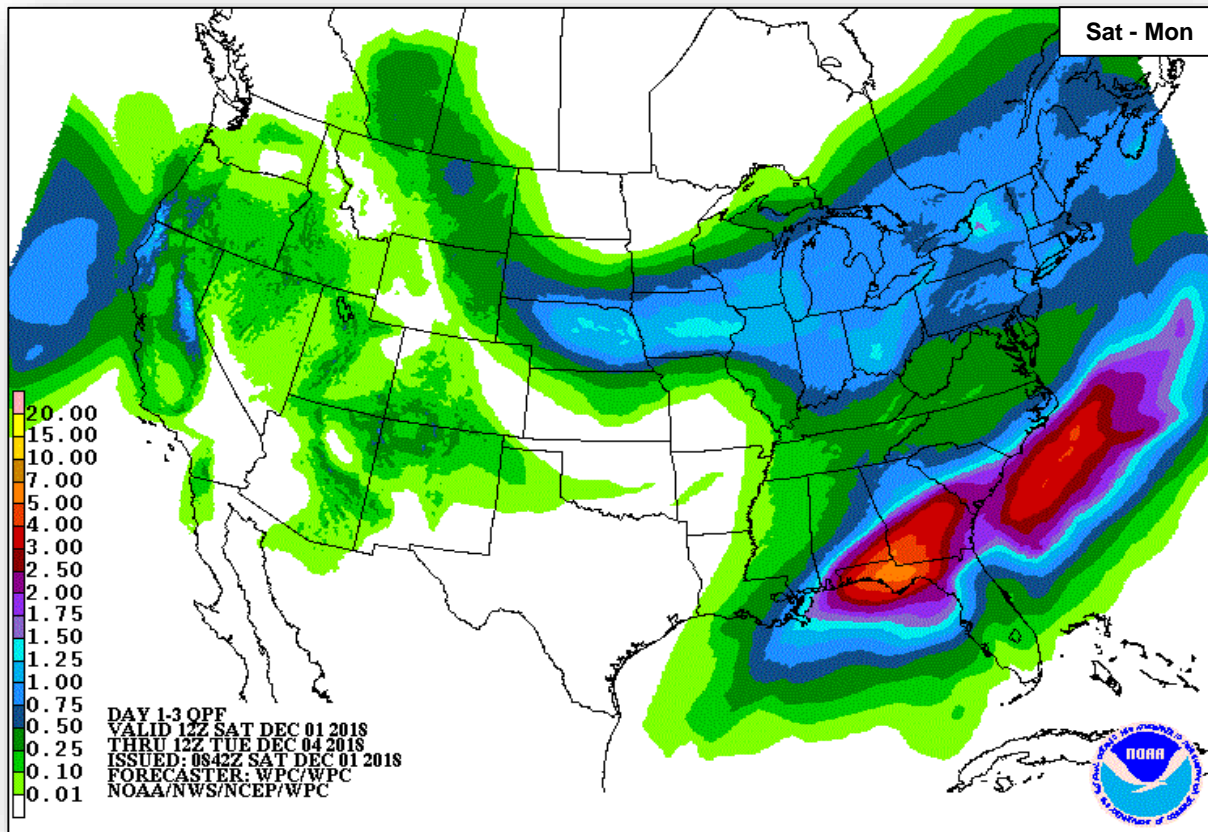 Sat - Mon
20.00
15.00
10.00
7.00
5.00
4.00
3.00
2.50
2.00
1.75
1.50
1.25
1.00
0.75
0.50
0.25
0.10
0.01
DAY 1-3 QPF
VALID 12Z SAT DEC 01 2018
THRU 12Z TUE DEC 04 2018
ISSUED: 0842Z SAT DEC 01 2018
FORECASTER: WPC/WPC
NOAA/NWS/NCEP/WPC
NOAA